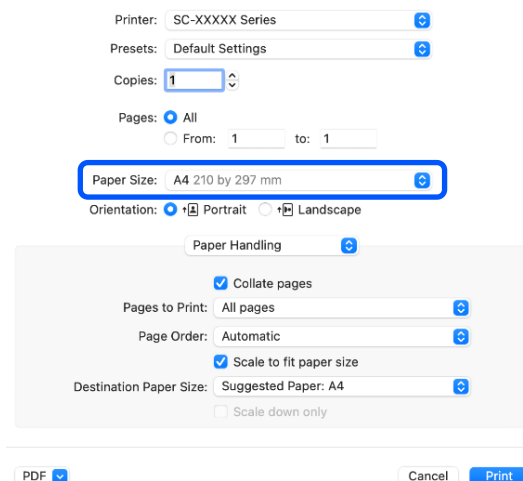 Printer: SC-XXXXX Series
Presets: Default Settings
Copies: 1
Pages: All
From: 1 to: 1
Paper Size: A4 210 by 297 mm
Orientation: Portrait Landscape
Paper Handling
Collate pages
Pages to Print: All pages
Page Order: Automatic
Scale to fit paper size
Destination Paper Size: Suggested Paper: A4
Scale down only
PDF Cancel Print